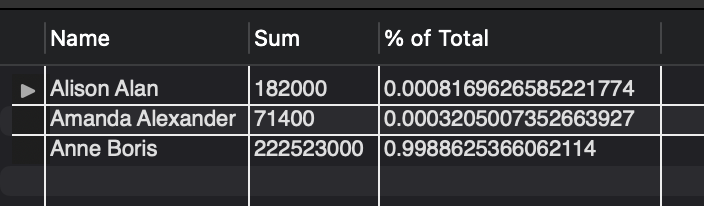 Name Sum % of Total
Alison Alan 182000 0.0008169626585221774
Amanda Alexander 71400 0.0003205007352663927
Anne Boris 222523000 0.9988625366062114